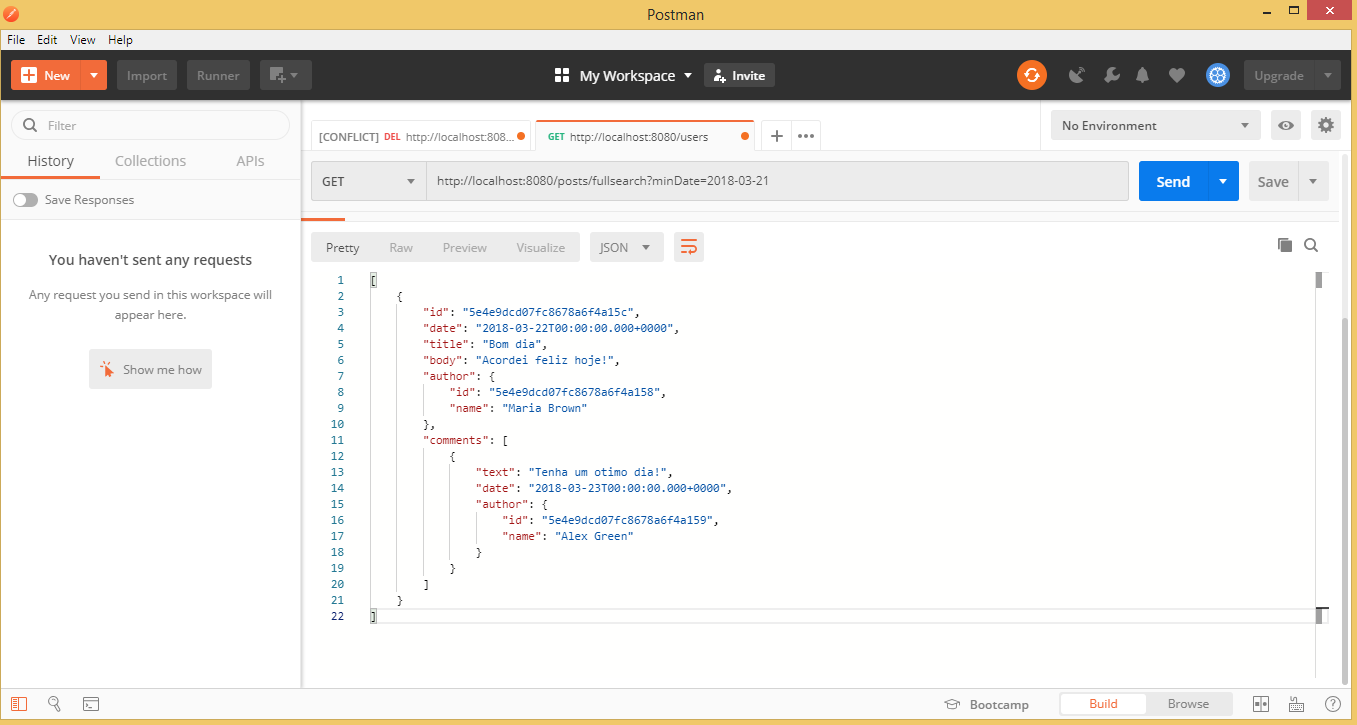 Postman
File Edit View Help
New Import Runner My Workspace Invite Upgrade
Filter
History Collections APIs
Save Responses
You haven't sent any requests
Any request you send in this workspace will
appear here.
Show me how
[CONFLICT] DEL http://localhost:808... GET http://localhost:8080/users
No Environment
GET http://localhost:8080/posts/fullsearch?minDate=2018-03-21 Send Save
Pretty Raw Preview Visualize JSON
1 [
2 {
3 "id": "5e4e9dcd07fc8678a6f4a15c",
4 "date": "2018-03-22T00:00:00.000+0000",
5 "title": "Bom dia",
6 "body": "Acordei feliz hoje!",
7 "author": {
8 "id": "5e4e9dcd07fc8678a6f4a158",
9 "name": "Maria Brown"
10 },
11 "comments": [
12 {
13 "text": "Tenha um otimo dia!",
14 "date": "2018-03-23T00:00:00.000+0000",
15 "author": {
16 "id": "5e4e9dcd07fc8678a6f4a159",
17 "name": "Alex Green"
18 }
19 }
20 ]
21 }
22 ]
Bootcamp Build Browse